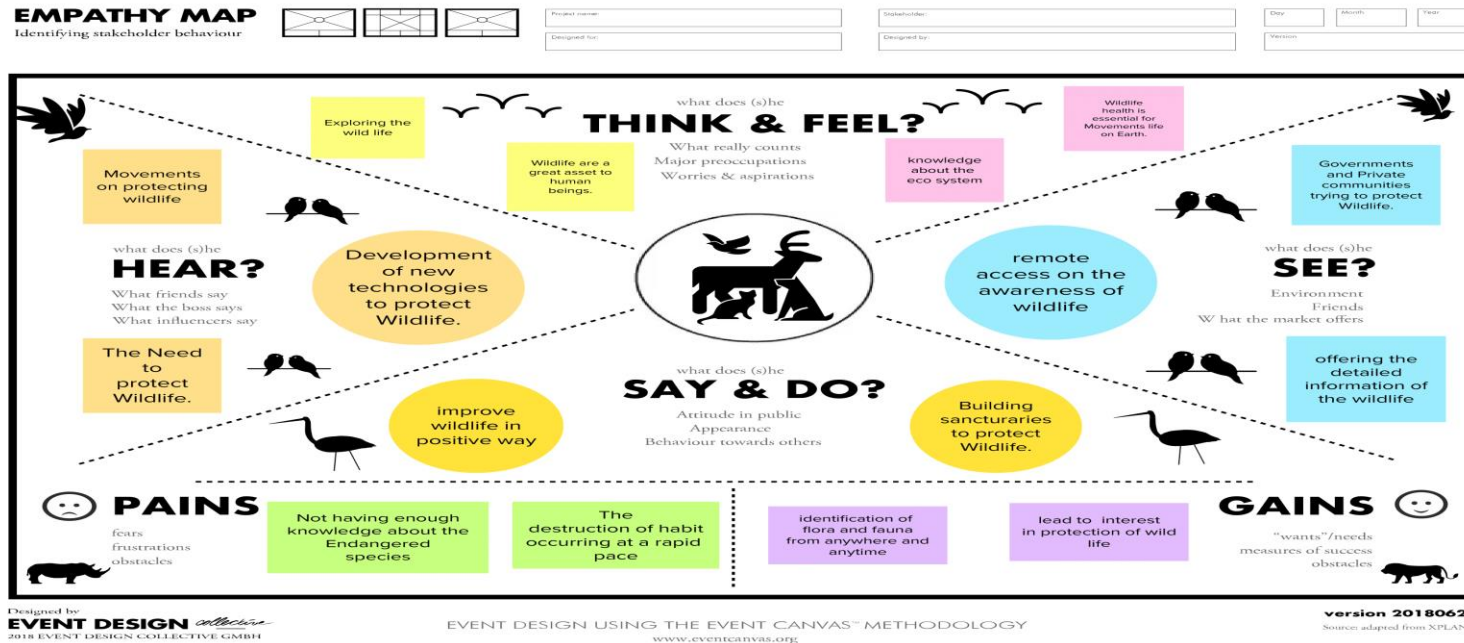 EMPATHY MAP
Identifying stakeholder behaviour
Project name:
Stakeholder:
Day
Month
Year
Designed for:
Designed by:
Version
what does (s)he
THINK & FEEL?
What really counts
Major preoccupations
Worries & aspirations
Exploring the
wild life
Wildlife are a
great asset to
human
beings.
knowledge
about the
eco system
Wildlife
health is
essential for
Movements life
on Earth.
Movements
on protecting
wildlife
what does (s)he
HEAR?
What friends say
What the boss says
What influencers say
Development
of new
technologies
to protect
Wildlife.
The Need
to
protect
Wildlife.
Governments
and Private
communities
trying to protect
Wildlife.
remote
access on the
awareness of
wildlife
what does (s)he
SEE?
Environment
Friends
W hat the market offers
offering the
detailed
information of
the wildlife
what does (s)he
SAY & DO?
Attitude in public
Appearance
Behaviour towards others
improve
wildlife in
positive way
Building
sancturaries
to protect
Wildlife.
PAINS
fears
frustrations
obstacles
Not having enough
knowledge about the
Endangered
species
The
destruction of habit
occurring at a rapid
pace
identification of
flora and fauna
from anywhere and
anytime
lead to interest
in protection of wild
life
GAINS
"wants"/needs
measures of success
obstacles
Designed by
EVENT DESIGN collective
2018 EVENT DESIGN COLLECTIVE GMBH
EVENT DESIGN USING THE EVENT CANVAS™ METHODOLOGY
www.eventcanvas.org
version 2018062
Source: adapted from XPLAN